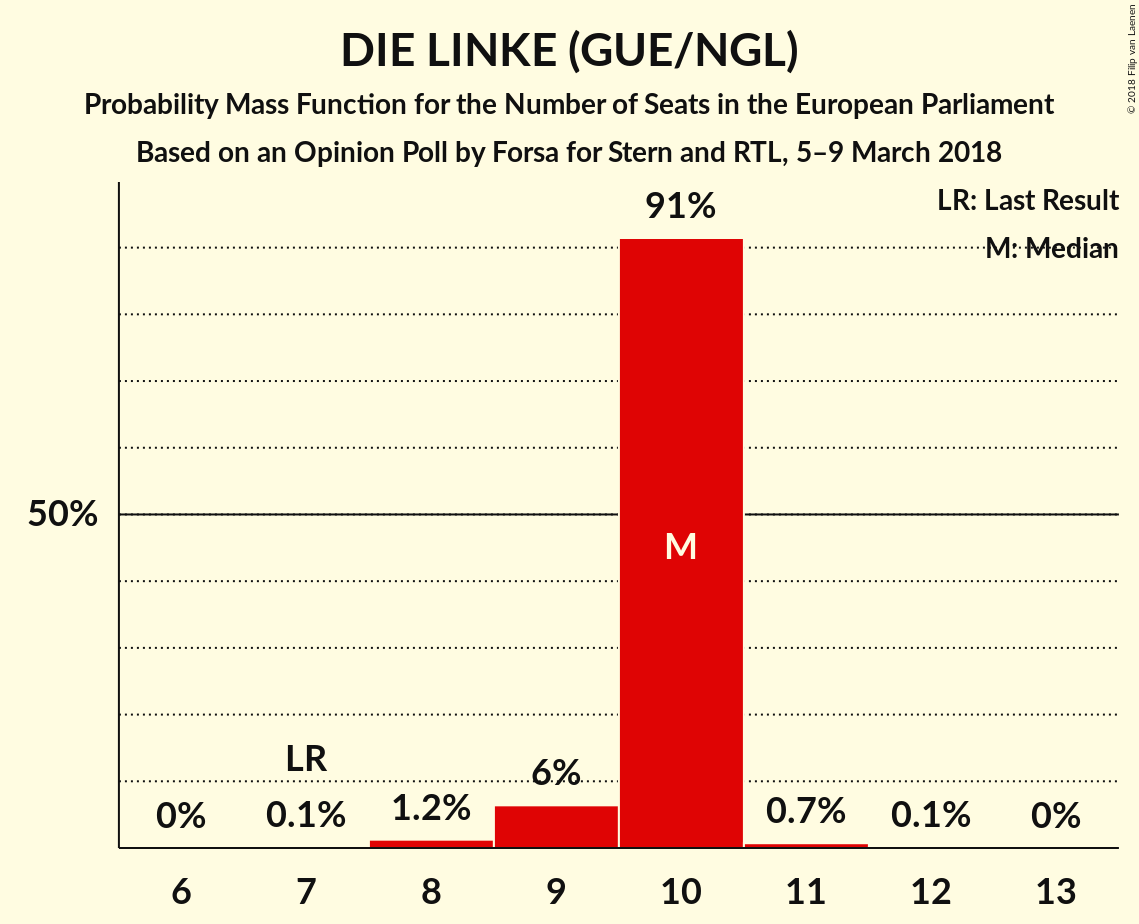 DIE LINKE (GUE/NGL)
Probability Mass Function for the Number of Seats in the European Parliament
Based on an Opinion Poll by Forsa for Stern and RTL, 5–9 March 2018
© 2018 Filip van Laenen
LR: Last Result
M: Median
91%
50%
M
LR
0%
0.1%
1.2%
6%
0.7%
0.1%
0%
6 7 8 9 10 11 12 13